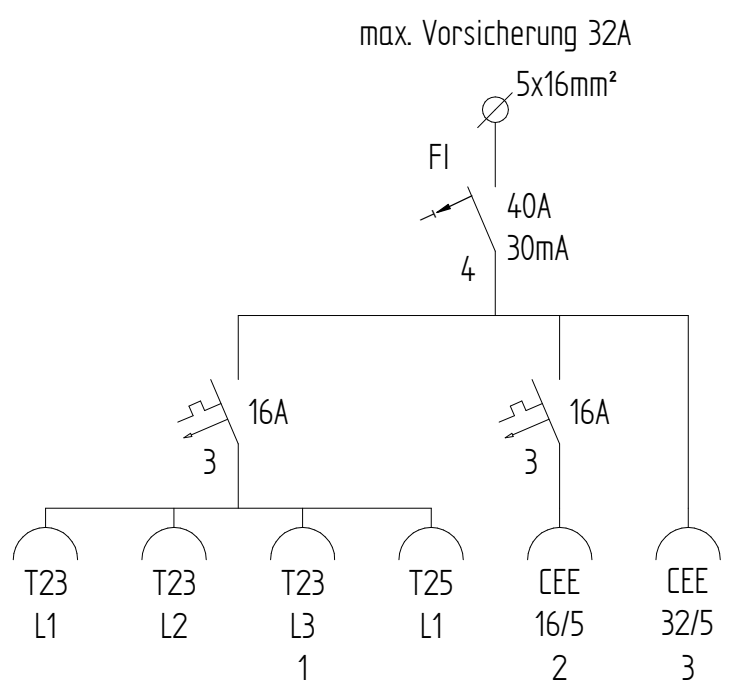 max. Vorsicherung 32A
5x16mm²
FI
40A
30mA
4
16A
3
16A
3
T23
L1
T23
L2
T23
L3
1
T25
L1
CEE
16/5
2
CEE
32/5
3